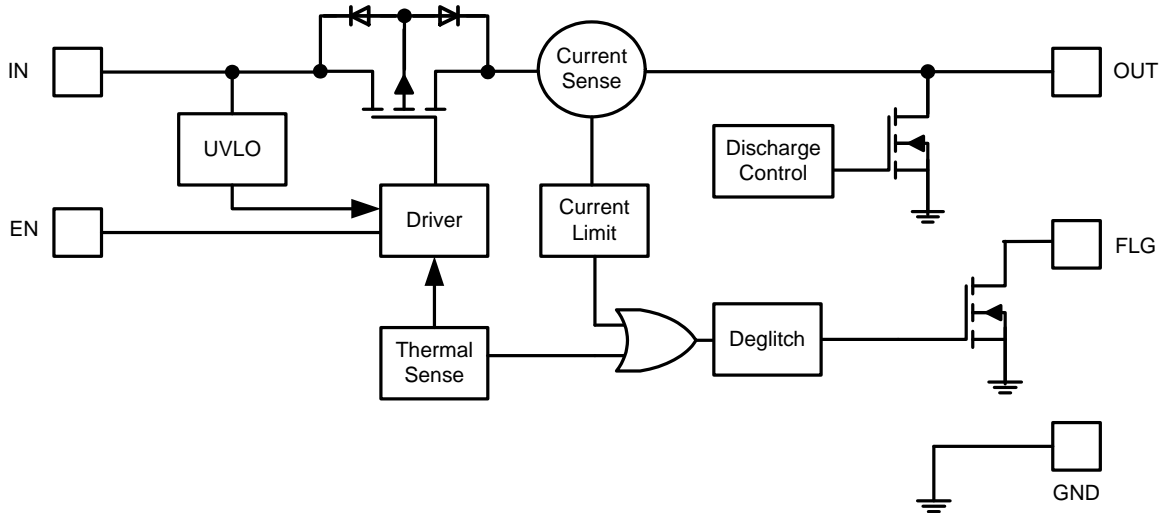 IN
Current
Sense
OUT
UVLO
Discharge
Control
EN
Driver
Current
Limit
FLG
Thermal
Sense
Deglitch
GND